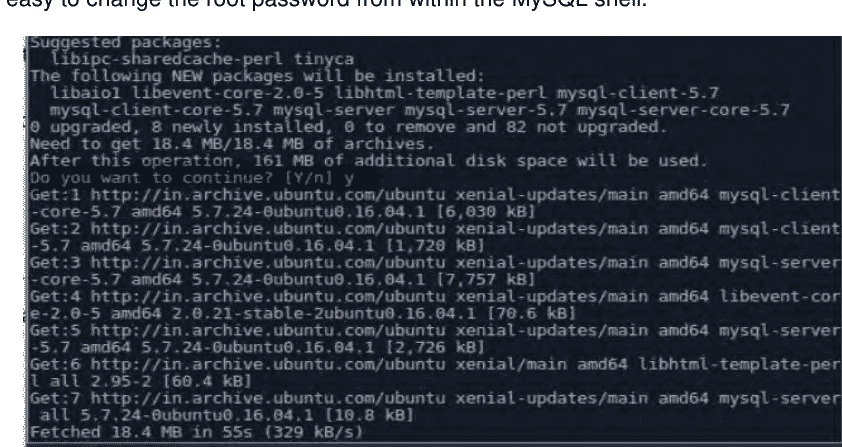 easy to change the root password from within the MySQL shell.
Suggested packages:
libipc-sharedcache-perl tinyca
The following NEW packages will be installed:
libaio1 libevent-core-2.0-5 libhtml-template-perl mysql-client-5.7
mysql-client-core-5.7 mysql-server mysql-server-5.7 mysql-server-core-5.7
0 upgraded, 8 newly installed, 0 to remove and 82 not upgraded.
Need to get 18.4 MB/18.4 MB of archives.
After this operation, 161 MB of additional disk space will be used.
Do you want to continue? [Y/n] y
Get:1 http://in.archive.ubuntu.com/ubuntu xenial-updates/main amd64 mysql-client
-core-5.7 amd64 5.7.24-0ubuntu0.16.04.1 [6,030 kB]
Get:2 http://in.archive.ubuntu.com/ubuntu xenial-updates/main amd64 mysql-client
-5.7 amd64 5.7.24-0ubuntu0.16.04.1 [1,720 kB]
Get:3 http://in.archive.ubuntu.com/ubuntu xenial-updates/main amd64 mysql-server
-core-5.7 amd64 5.7.24-0ubuntu0.16.04.1 [7,757 kB]
Get:4 http://in.archive.ubuntu.com/ubuntu xenial-updates/main amd64 libevent-cor
e-2.0-5 amd64 2.0.21-stable-2ubuntu0.16.04.1 [70.6 kB]
Get:5 http://in.archive.ubuntu.com/ubuntu xenial-updates/main amd64 mysql-server
-5.7 amd64 5.7.24-0ubuntu0.16.04.1 [2,726 kB]
Get:6 http://in.archive.ubuntu.com/ubuntu xenial/main amd64 libhtml-template-per
l all 2.95-2 [60.4 kB]
Get:7 http://in.archive.ubuntu.com/ubuntu xenial-updates/main amd64 mysql-server
all 5.7.24-0ubuntu0.16.04.1 [10.8 kB]
Fetched 18.4 MB in 55s (329 kB/s)